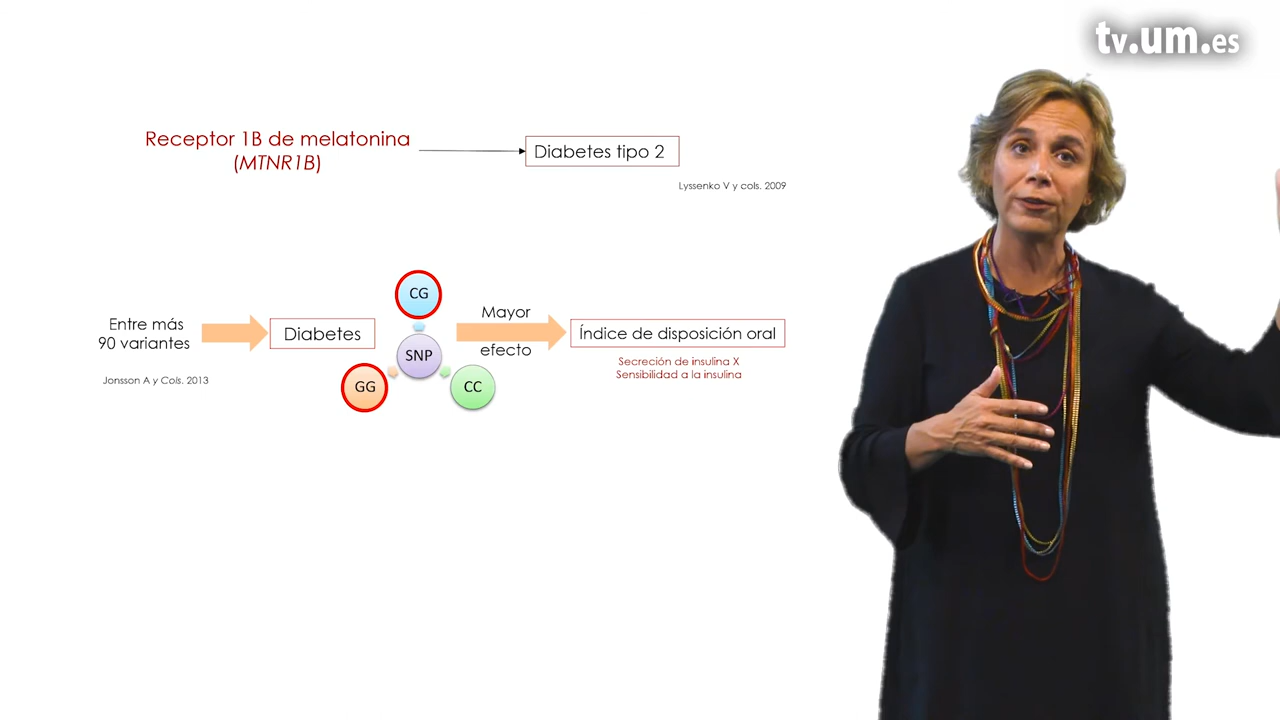 tv.um.es
Receptor 1B de melatonina
(MTNR1B)
Diabetes tipo 2
Lyssenko V y cols. 2009
Entre más
90 variantes
Jonsson A y Cols. 2013
Diabetes
CG
SNP
GG
CC
Mayor
efecto
Índice de disposición oral
Secreción de insulina X
Sensibilidad a la insulina